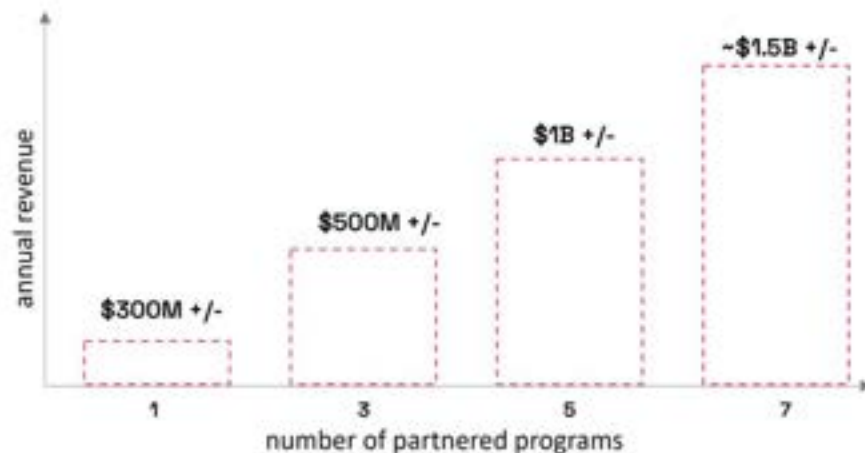 ~$1.5B +/-
$1B +/-
$500M +/-
$300M +/-
annual revenue
1 3 5 7
number of partnered programs